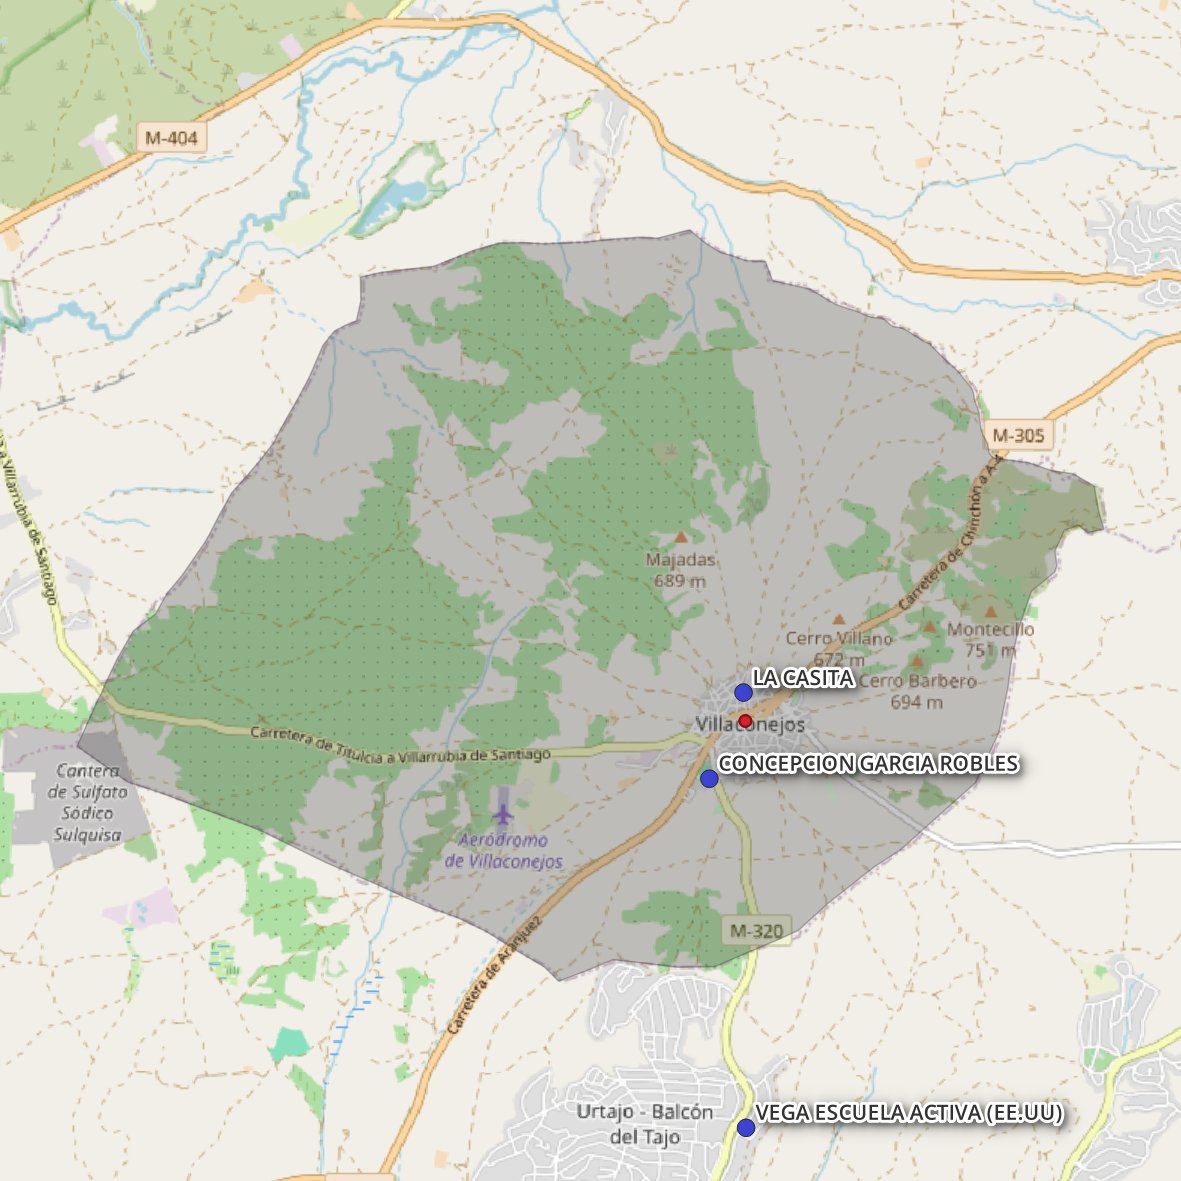 M-404
M-305
a Villarrubia de Santiago
Carretera de Chinchón a A-4
Majadas
689 m
Cerro Villano
672 m
Montecillo
751 m
Cerro Barbero
694 m
LA CASITA
Villaconejos
Carretera de Titulcia a Villarrubia de Santiago
CONCEPCION GARCIA ROBLES
Cantera
de Sulfato
Sódico
Sulquisa
Aeródromo
de Villaconejos
M-320
Carretera de Aranjuez
Urtajo - Balcón
del Tajo
VEGA ESCUELA ACTIVA (EE.UU)